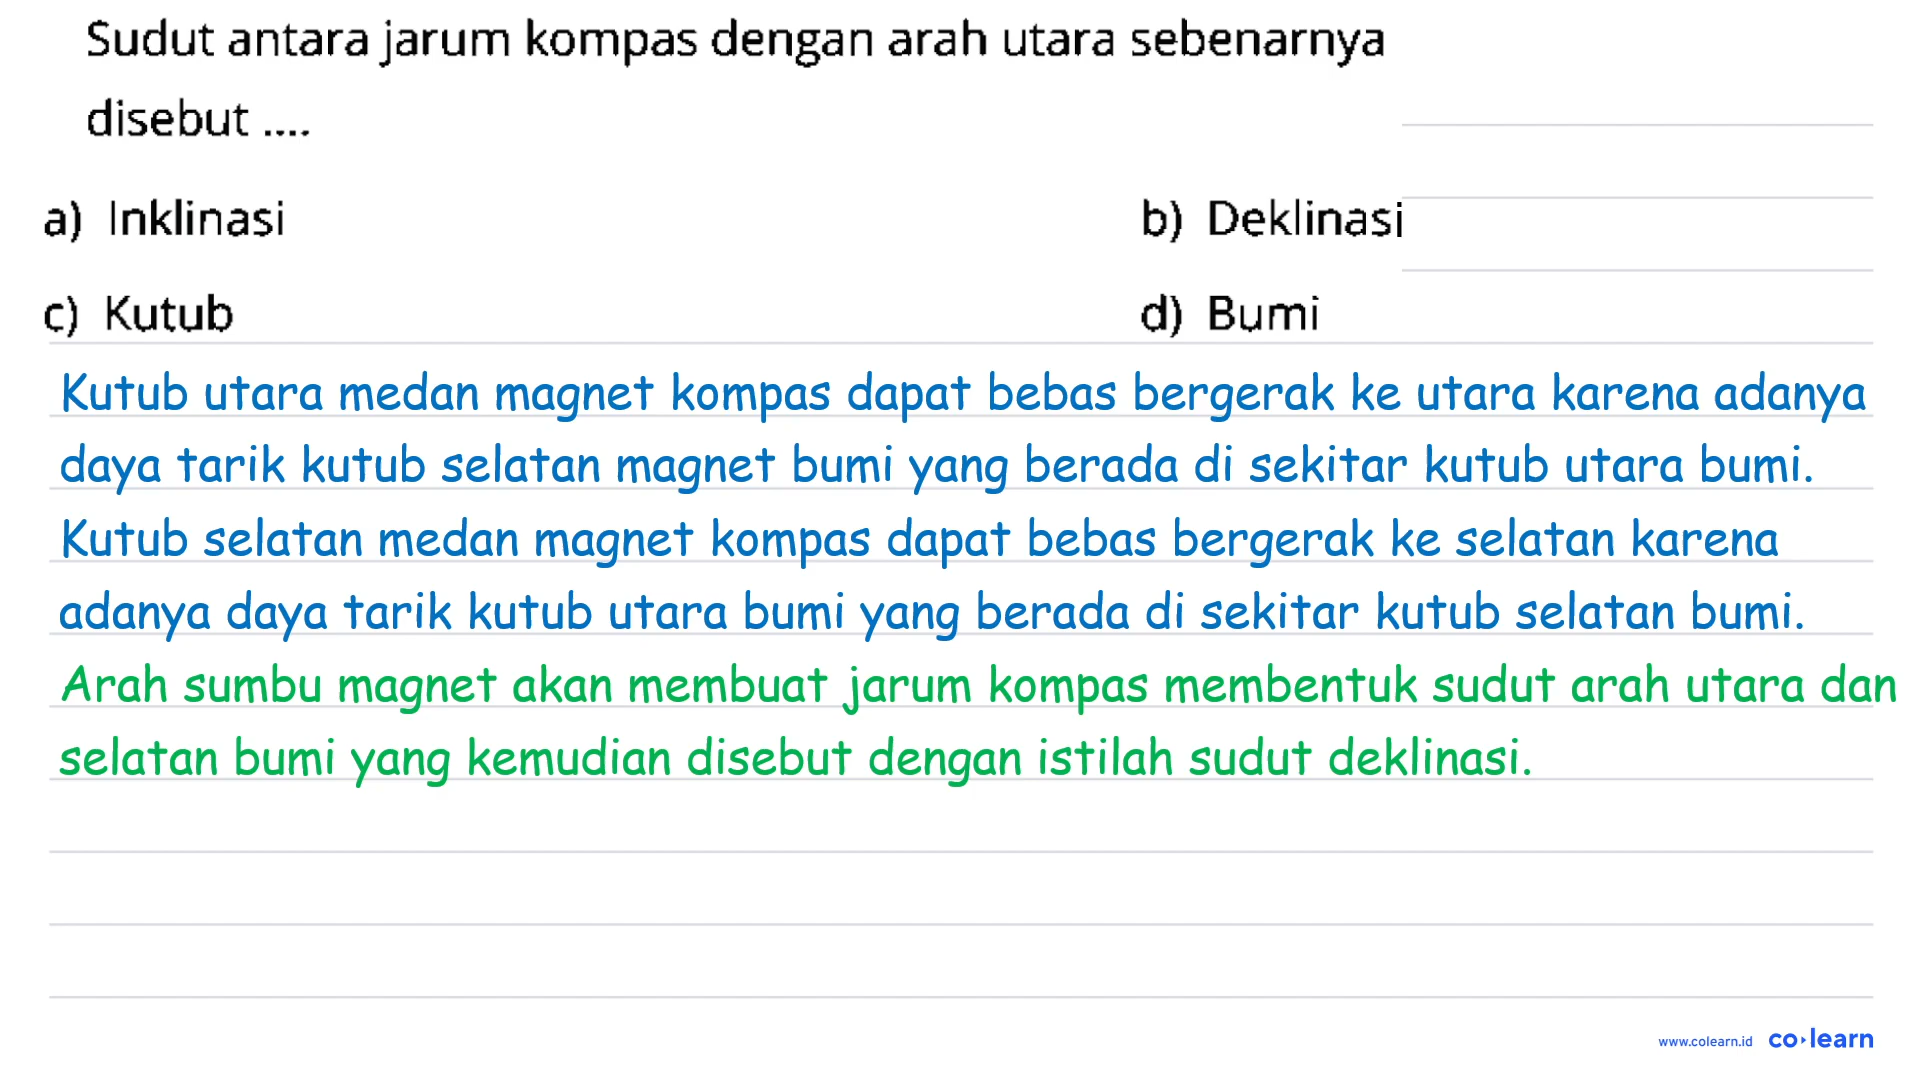 Sudut antara jarum kompas dengan arah utara sebenarnya
disebut ....
a) Inklinasi
b) Deklinasi
c) Kutub
d) Bumi
Kutub utara medan magnet kompas dapat bebas bergerak ke utara karena adanya
daya tarik kutub selatan magnet bumi yang berada di sekitar kutub utara bumi.
Kutub selatan medan magnet kompas dapat bebas bergerak ke selatan karena
adanya daya tarik kutub utara bumi yang berada di sekitar kutub selatan bumi.
Arah sumbu magnet akan membuat jarum kompas membentuk sudut arah utara dan
selatan bumi yang kemudian disebut dengan istilah sudut deklinasi.
www.colearn.id co learn